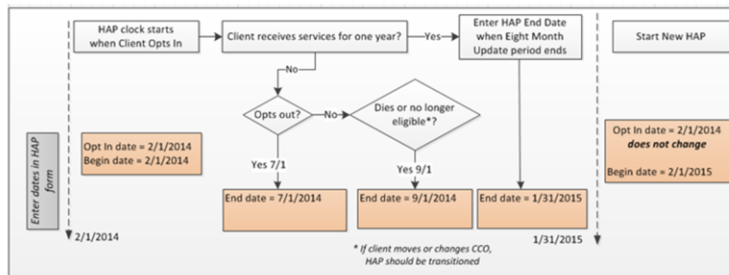 HAP clock starts
when Client Opts In
Client receives services for one year?
Yes
Enter HAP End Date
when Eight Month
Update period ends
Start New HAP
No
Opts out?
No
Dies or no longer
eligible*?
Enter dates in HAP
form
Opt In date = 2/1/2014
Begin date = 2/1/2014
Opt In date = 2/1/2014
does not change
Begin date = 2/1/2015
Yes 7/1
Yes 9/1
End date = 7/1/2014
End date = 9/1/2014
End date = 1/31/2015
2/1/2014
* If client moves or changes CCO,
HAP should be transitioned
1/31/2015